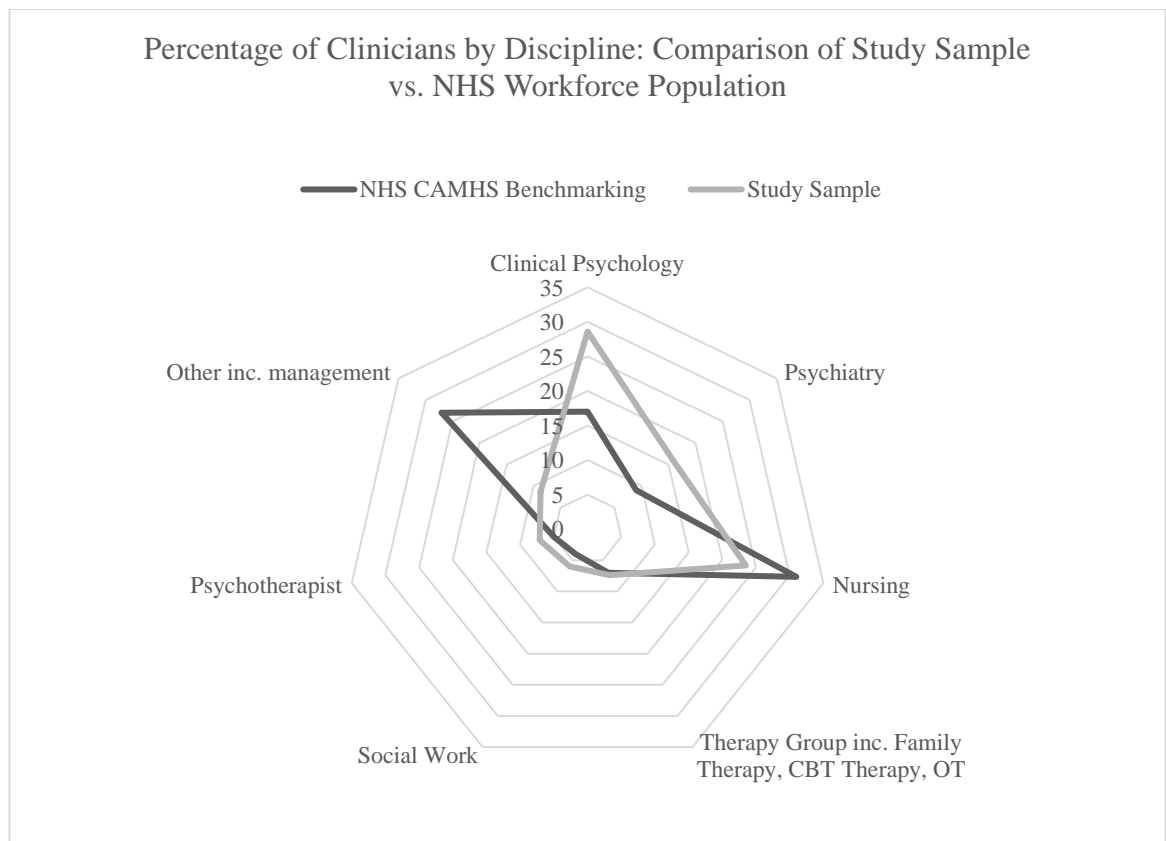 Percentage of Clinicians by Discipline: Comparison of Study Sample
vs. NHS Workforce Population
NHS CAMHS Benchmarking
Study Sample
Clinical Psychology
35
30
25
20
15
10
5
0
Psychiatry
Nursing
Therapy Group inc. Family
Therapy, CBT Therapy, OT
Social Work
Psychotherapist
Other inc. management